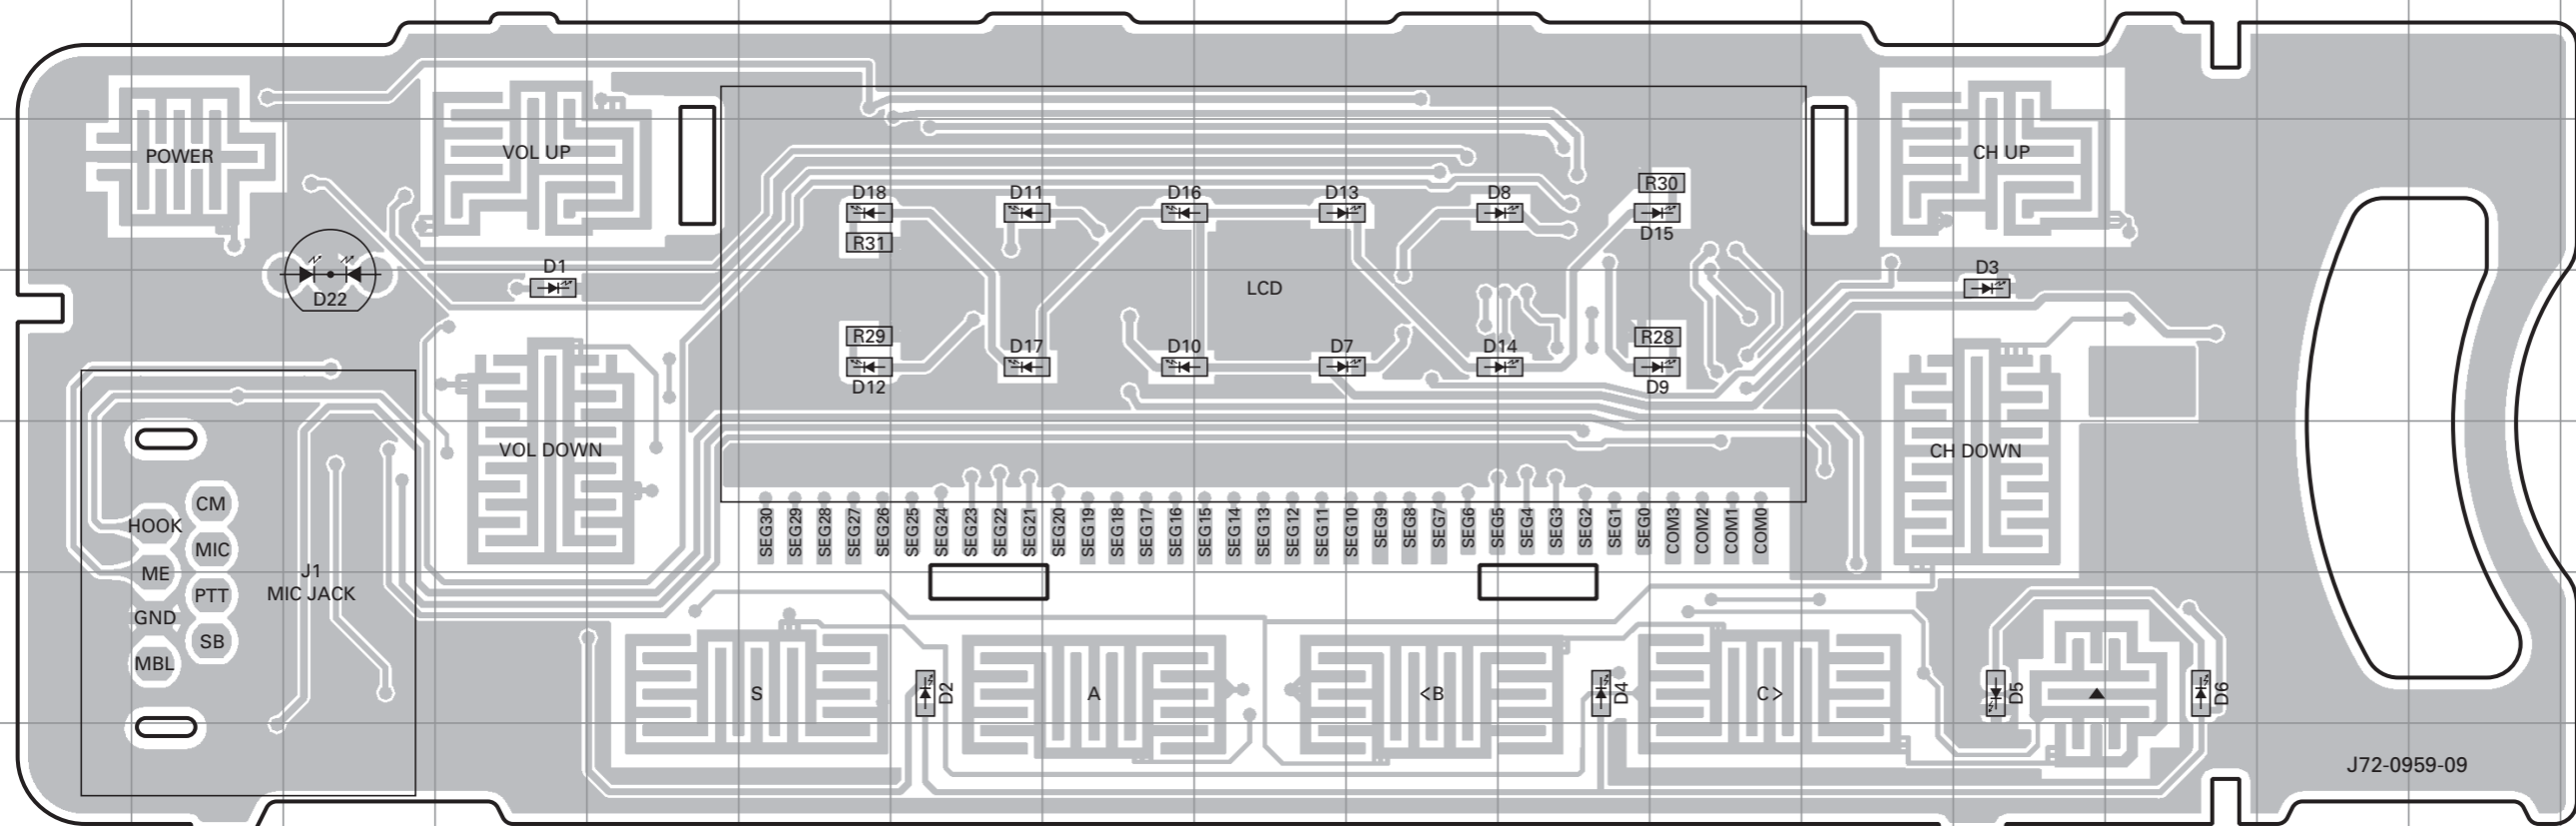 POWER
VOL UP
CH UP
D18
D11
D16
D13
D8
R30
R31
D15
D22
D1
LCD
D3
R29
D12
D17
D10
D7
D14
R28
D9
VOL DOWN
CH DOWN
CM
HOOK
MIC
ME
PTT
GND
SB
MBL
J1
MIC JACK
SEG30
SEG29
SEG28
SEG27
SEG26
SEG25
SEG24
SEG23
SEG22
SEG21
SEG20
SEG19
SEG18
SEG17
SEG16
SEG15
SEG14
SEG13
SEG12
SEG11
SEG10
SEG9
SEG8
SEG7
SEG6
SEG5
SEG4
SEG3
SEG2
SEG1
SEG0
COM3
COM2
COM1
COM0
S
D2
A
<B
D4
C>
D5
▲
D6
J72-0959-09